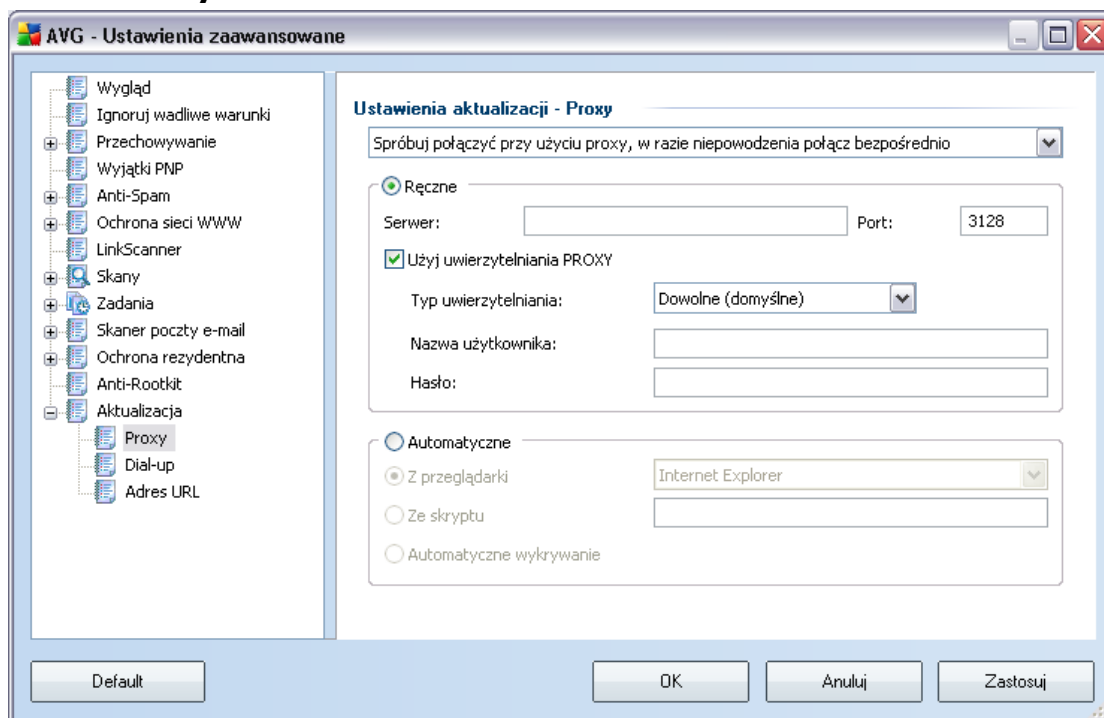 AVG - Ustawienia zaawansowane
Wygląd
Ignoruj wadliwe warunki
Przechowywanie
Wyjątki PNP
Anti-Spam
Ochrona sieci WWW
LinkScanner
Skany
Zadania
Skaner poczty e-mail
Ochrona rezydentna
Anti-Rootkit
Aktualizacja
Proxy
Dial-up
Adres URL
Ustawienia aktualizacji - Proxy
Spróbuj połączyć przy użyciu proxy, w razie niepowodzenia połącz bezpośrednio
Ręczne
Serwer: Port: 3128
Użyj uwierzytelniania PROXY
Typ uwierzytelniania: Dowolne (domyślne)
Nazwa użytkownika:
Hasło:
Automatyczne
Z przeglądarki Internet Explorer
Ze skryptu
Automatyczne wykrywanie
Default OK Anuluj Zastosuj